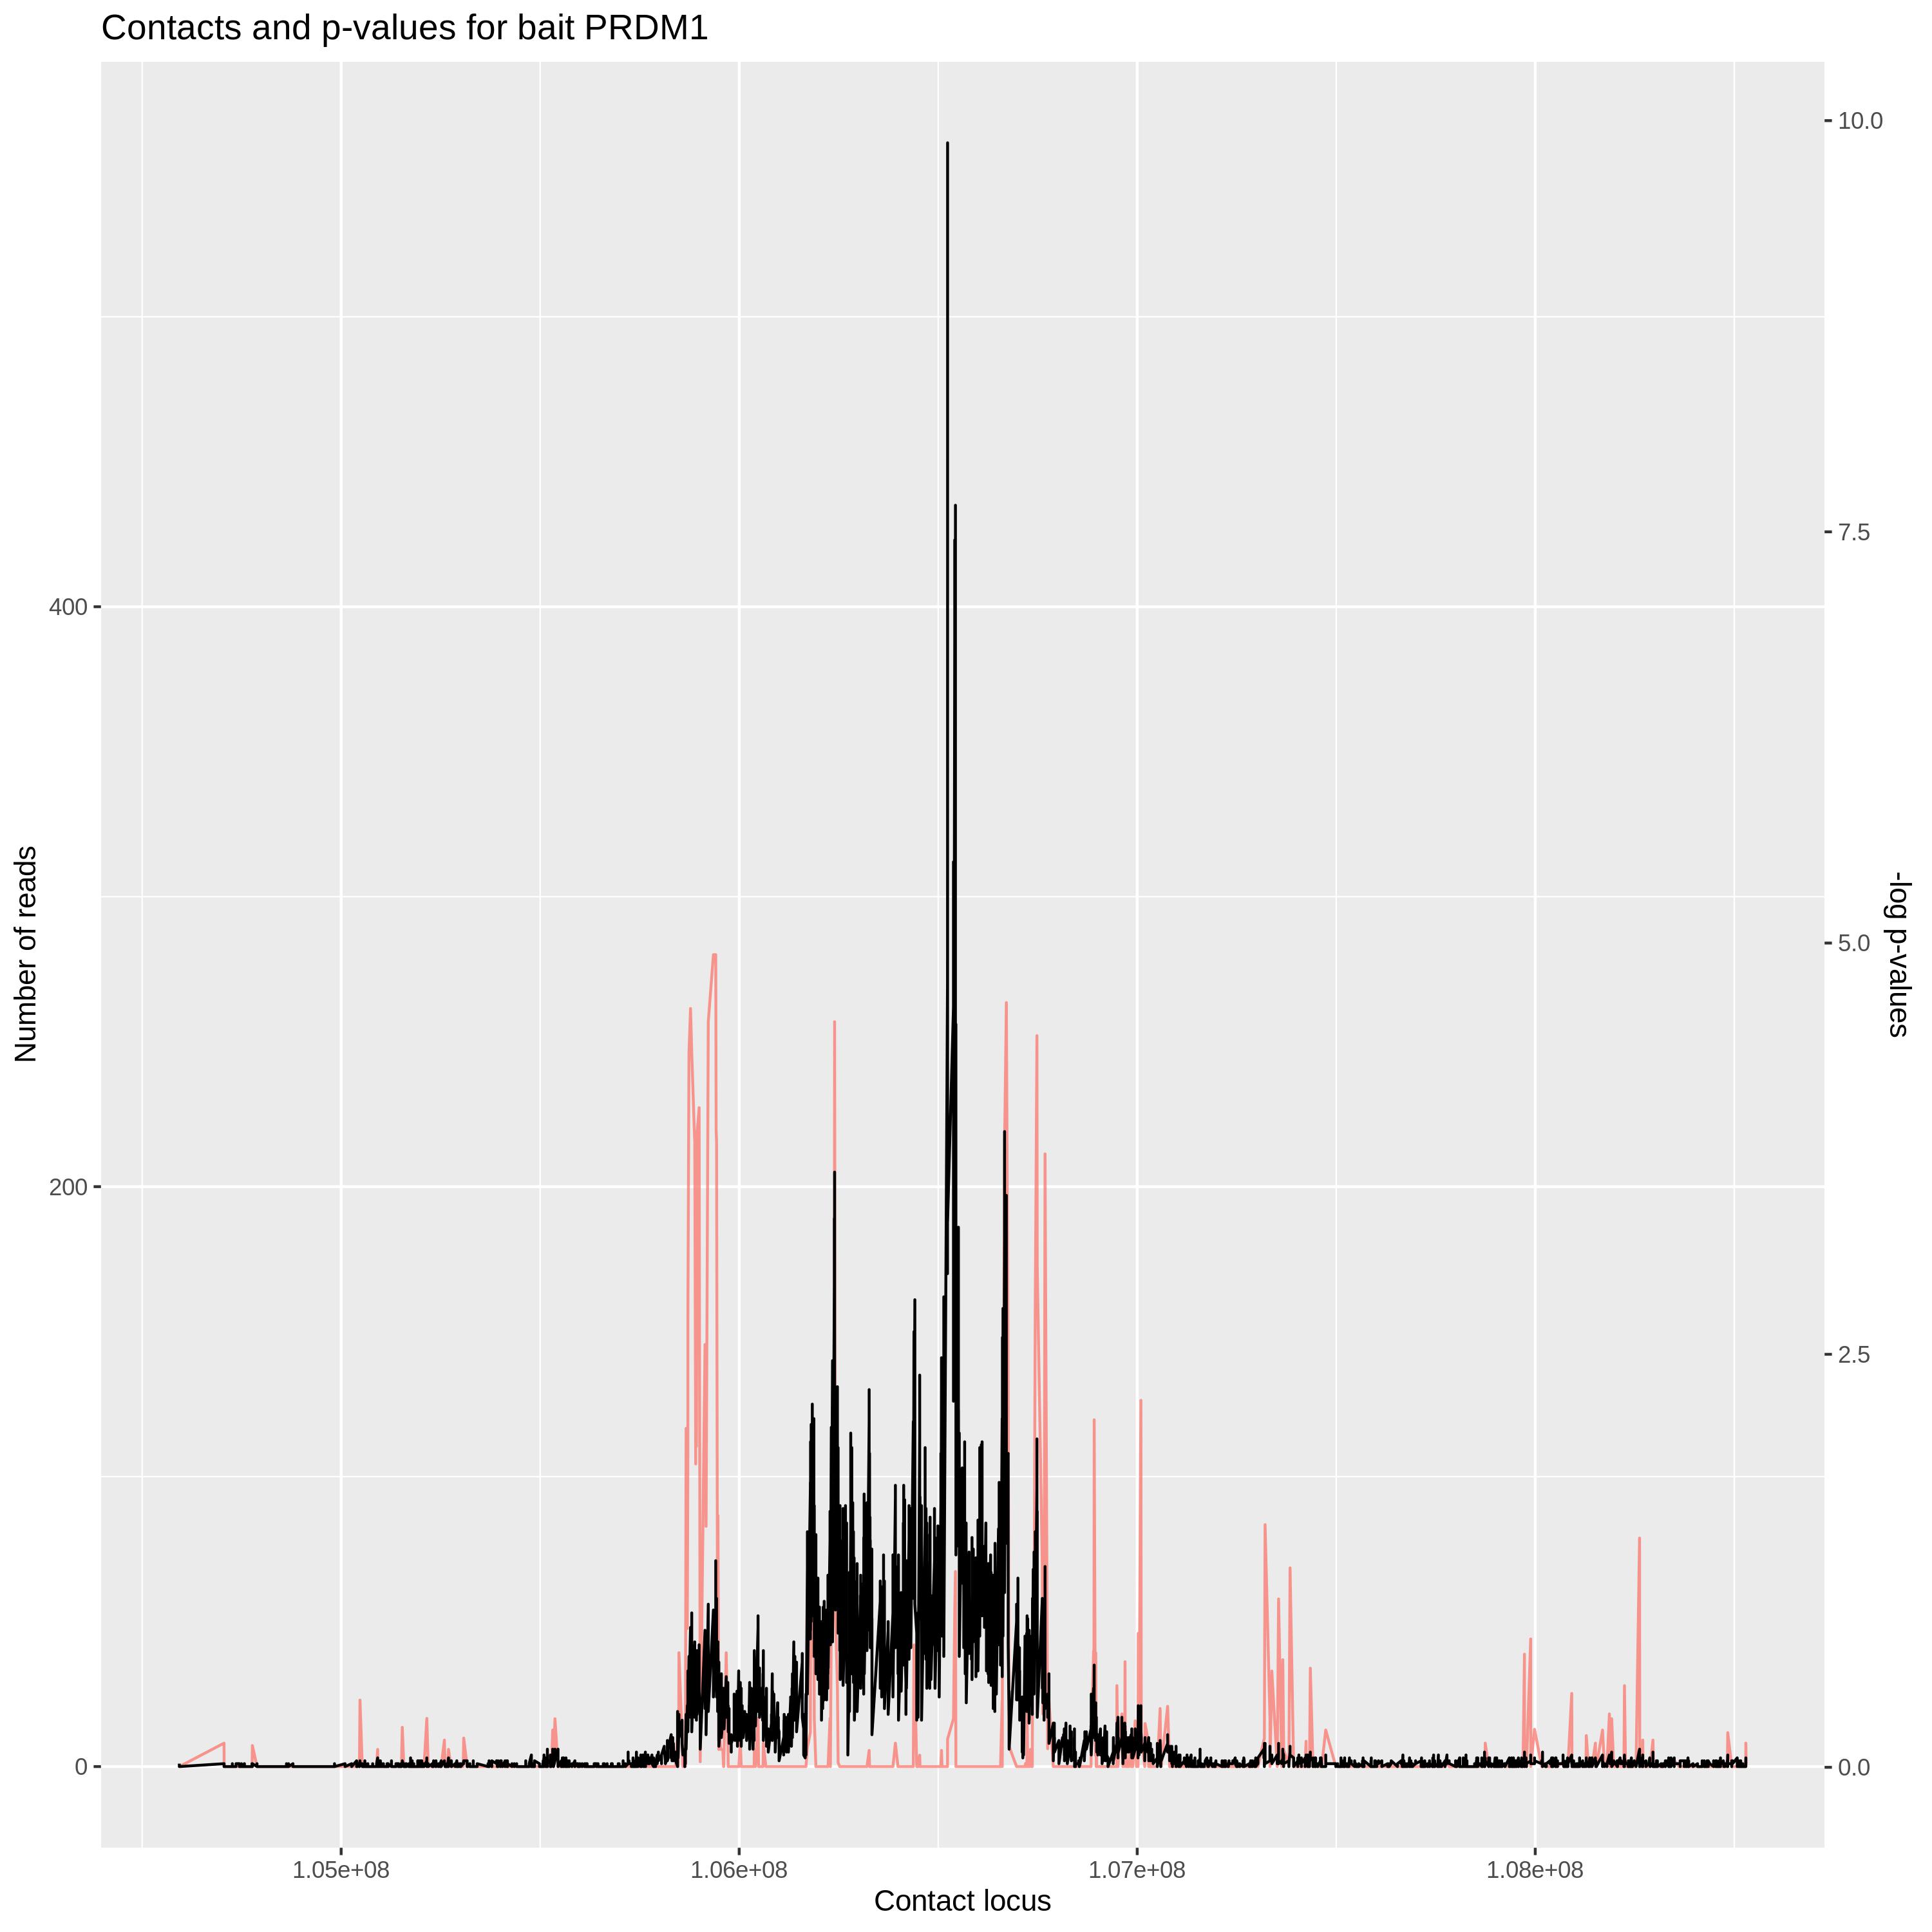 Contacts and p-values for bait PRDM1
10.0
7.5
400
Number of reads
-log p-values
5.0
200
2.5
0
0.0
1.05e+08
1.06e+08
1.07e+08
1.08e+08
Contact locus